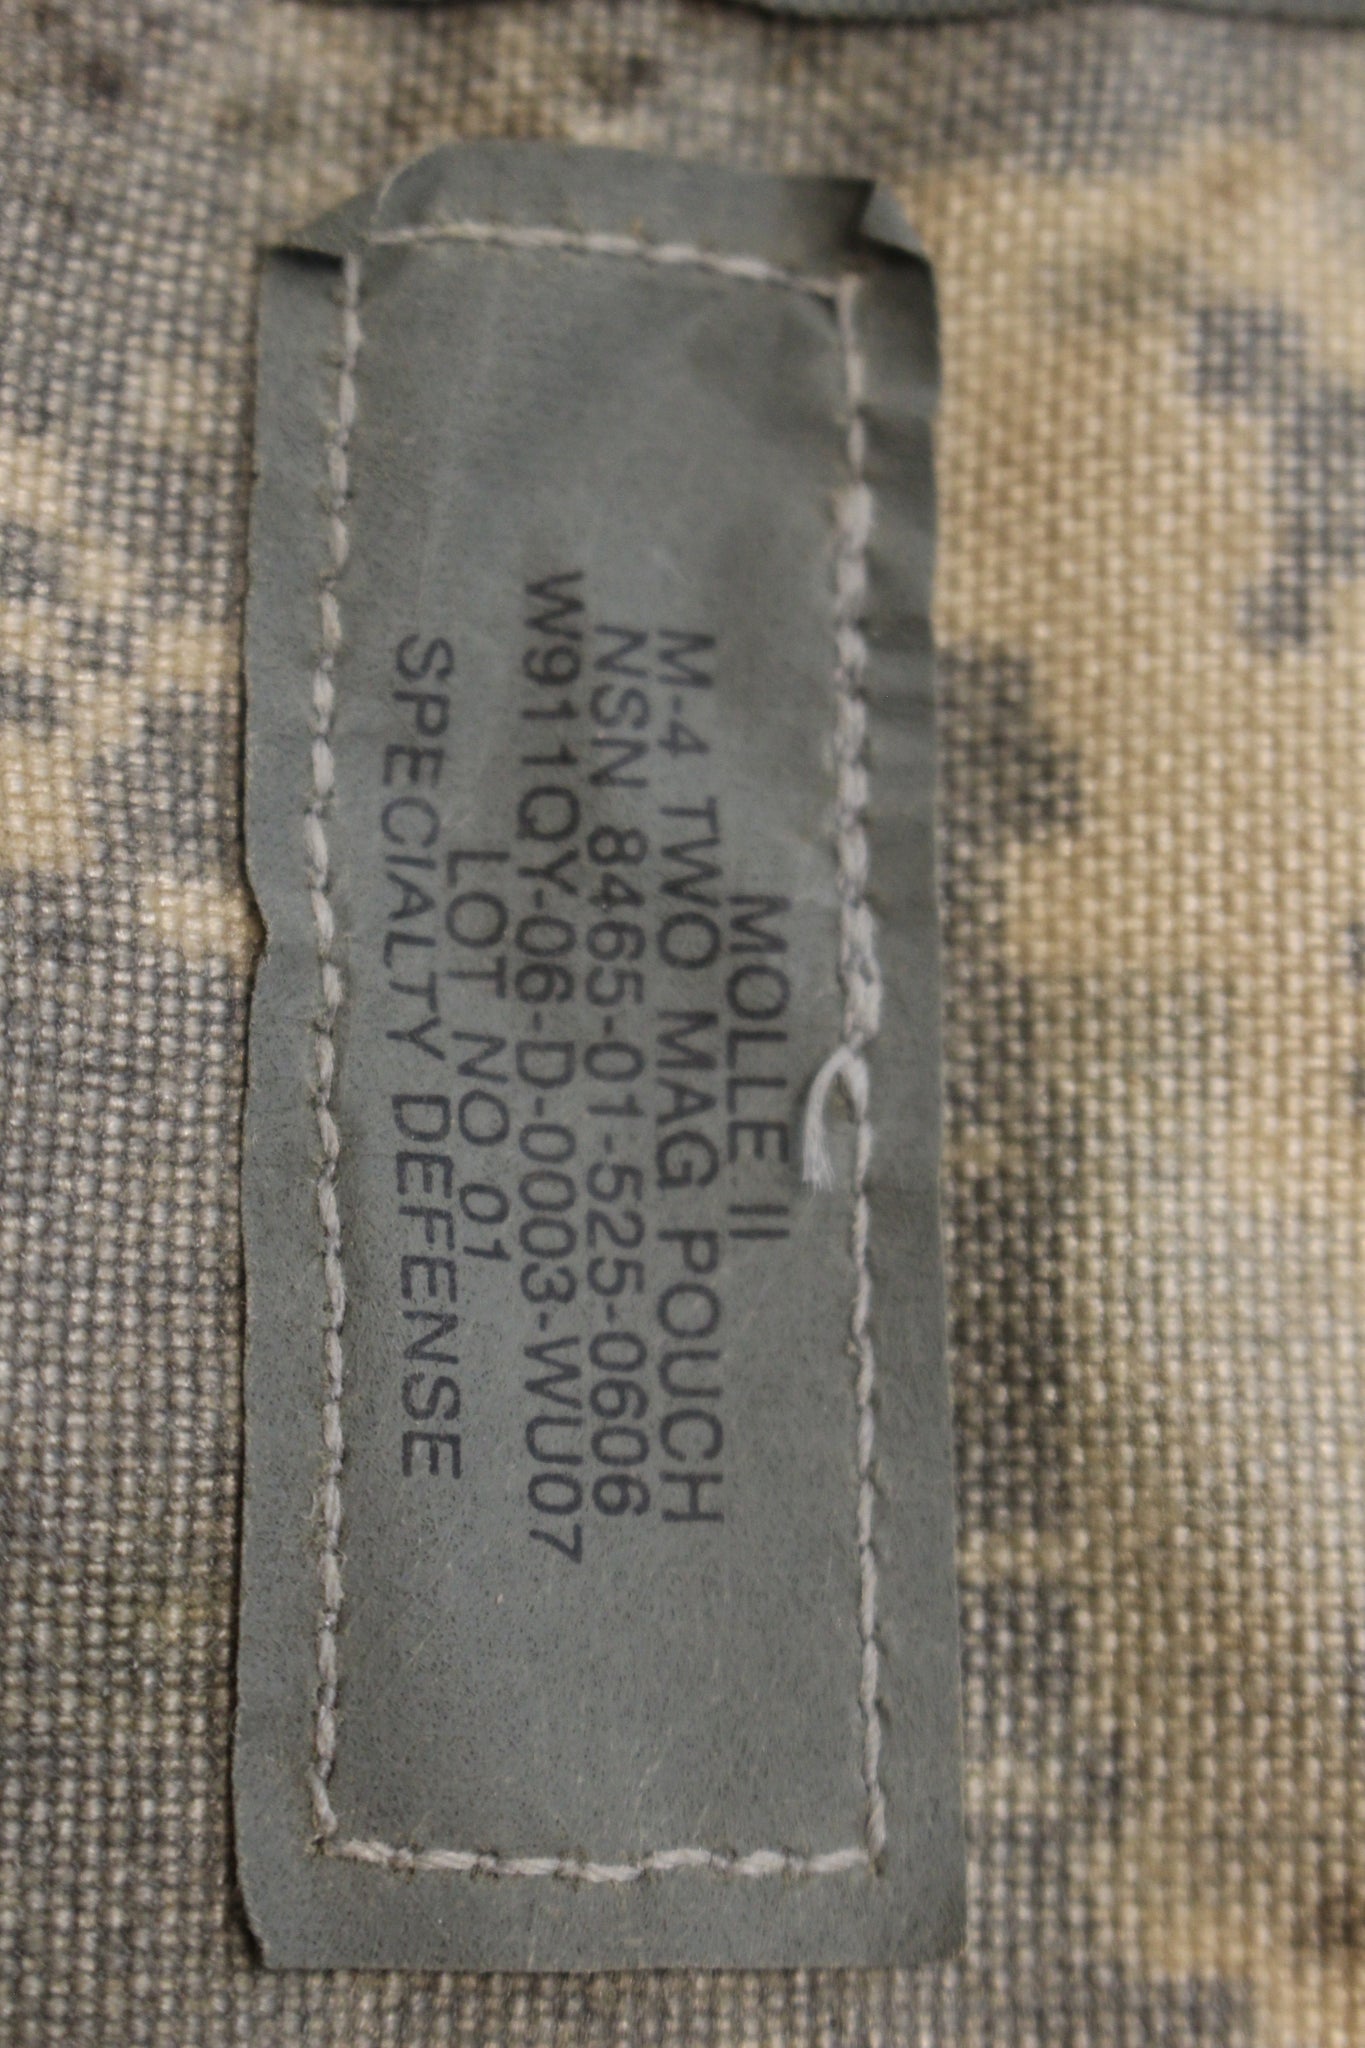 MOLLE II
M-4 TWO MAG POUCH
NSN 8465-01-525-0606
W911QY-06-D-0003-WU07
LOT NO 01
SPECIALTY DEFENSE